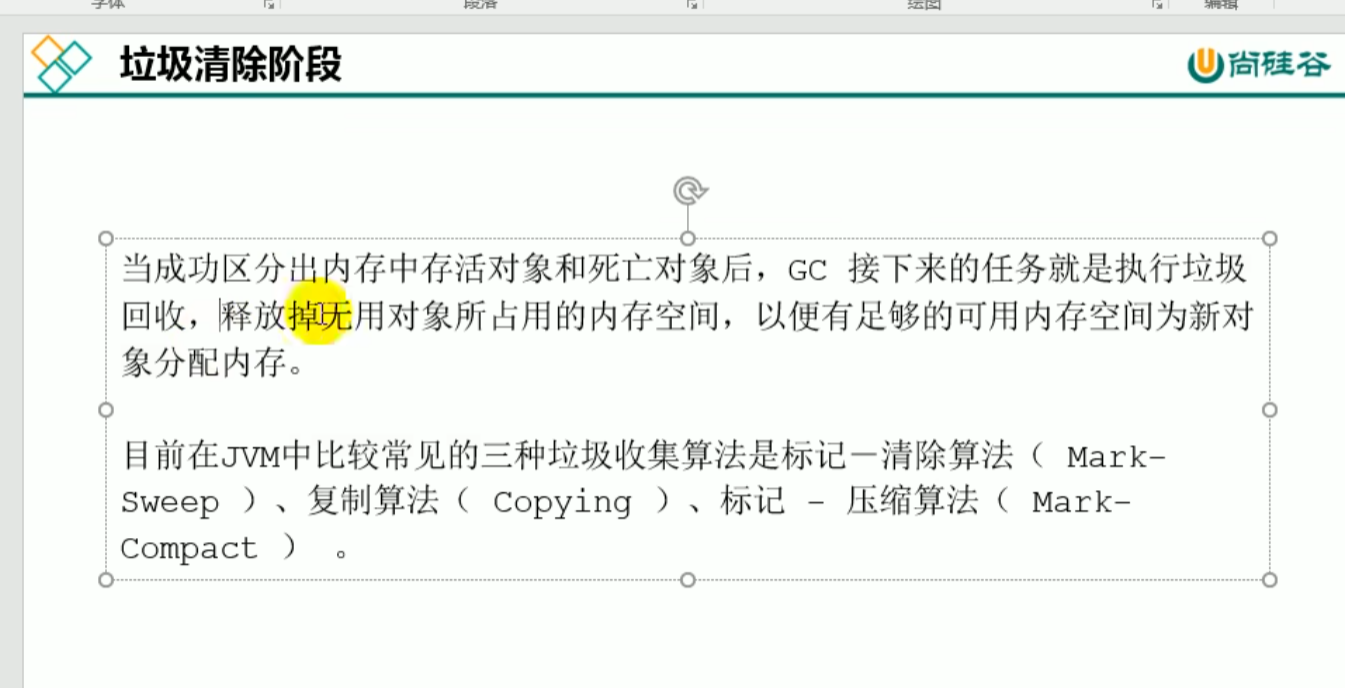 字体 段落 绘图 编辑
垃圾清除阶段
尚硅谷
当成功区分出内存中存活对象和死亡对象后，GC 接下来的任务就是执行垃圾
回收，释放掉无用对象所占用的内存空间，以便有足够的可用内存空间为新对
象分配内存。
目前在JVM中比较常见的三种垃圾收集算法是标记一清除算法（ Mark-
Sweep ）、复制算法（ Copying ）、标记 - 压缩算法（ Mark-
Compact ） 。